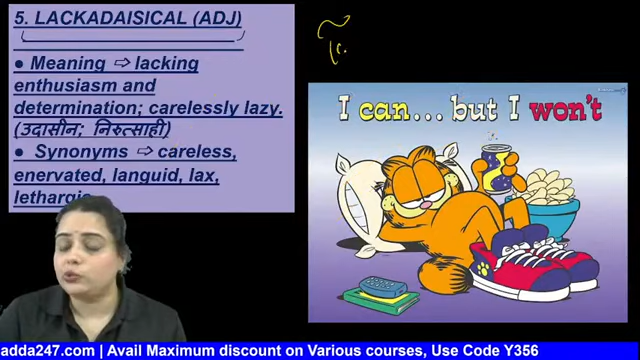 5. LACKADAISICAL (ADJ)
● Meaning ⇨ lacking
enthusiasm and
determination; carelessly lazy.
(उदासीन; निरुत्साही)
● Synonyms ⇨ careless,
enervated, languid, lax,
lethargic
I can... but I won't
adda247.com | Avail Maximum discount on Various courses, Use Code Y356